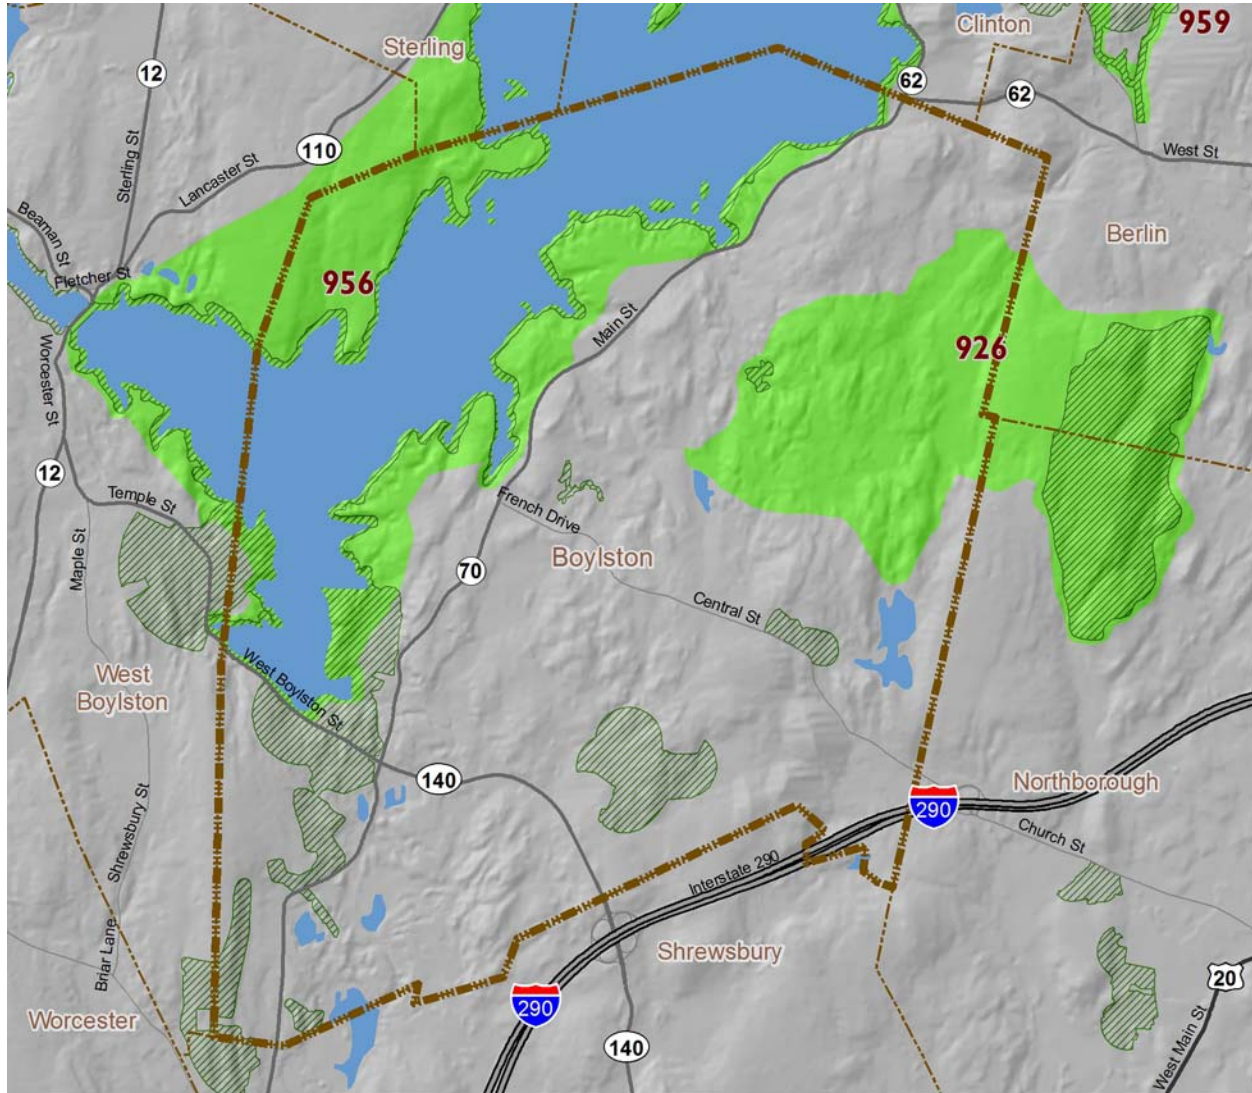 Clinton
959
Sterling
12
62
62
110
West St
Sterling St
Lancaster St
Beaman St
Berlin
Fletcher St
956
Main St
926
Worcester St
12
Temple St
French Drive
Maple St
Boylston
70
Central St
West Boylston St
West
Boylston
140
Northborough
290
Shrewsbury St
Church St
Interstate 290
Briar Lane
Shrewsbury
20
290
Worcester
140
West Main St